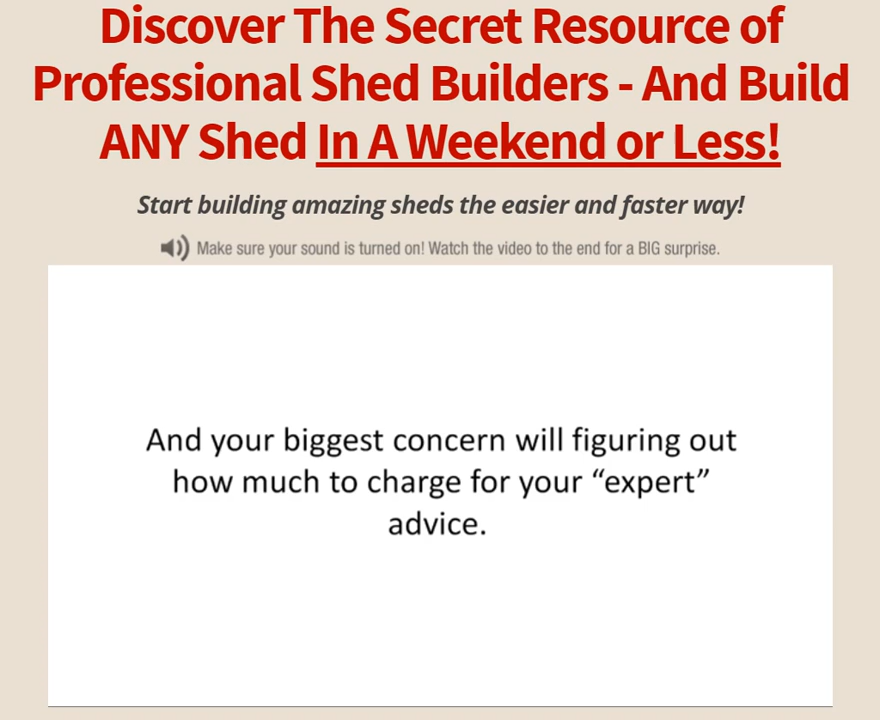 Discover The Secret Resource of
Professional Shed Builders - And Build
ANY Shed In A Weekend or Less!
Start building amazing sheds the easier and faster way!
Make sure your sound is turned on! Watch the video to the end for a BIG surprise.
And your biggest concern will figuring out
how much to charge for your “expert”
advice.